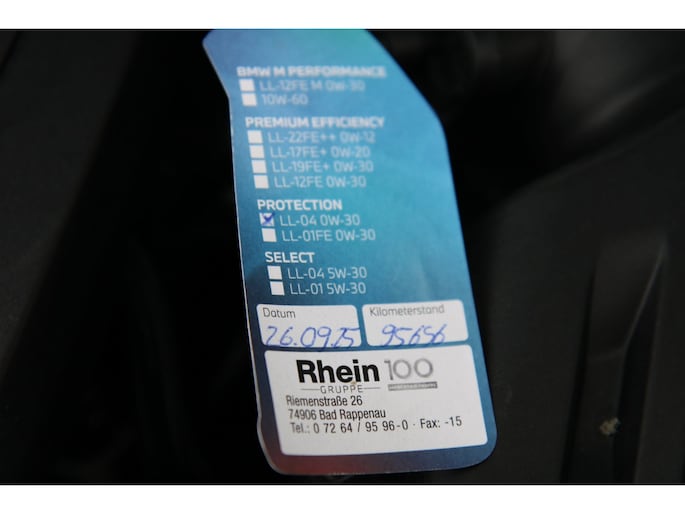 BMW M PERFORMANCE
LL-12FE M 0W-30
10W-60
PREMIUM EFFICIENCY
LL-22FE++ 0W-12
LL-17FE+ 0W-20
LL-19FE+ 0W-30
LL-12FE 0W-30
PROTECTION
LL-04 0W-30
LL-01FE 0W-30
SELECT
LL-04 5W-30
LL-01 5W-30
Datum Kilometerstand
26.09.25 95656
Rhein 100
GRUPPE
Riemenstraße 26
74906 Bad Rappenau
Tel.: 0 72 64 / 95 96-0 · Fax: -15